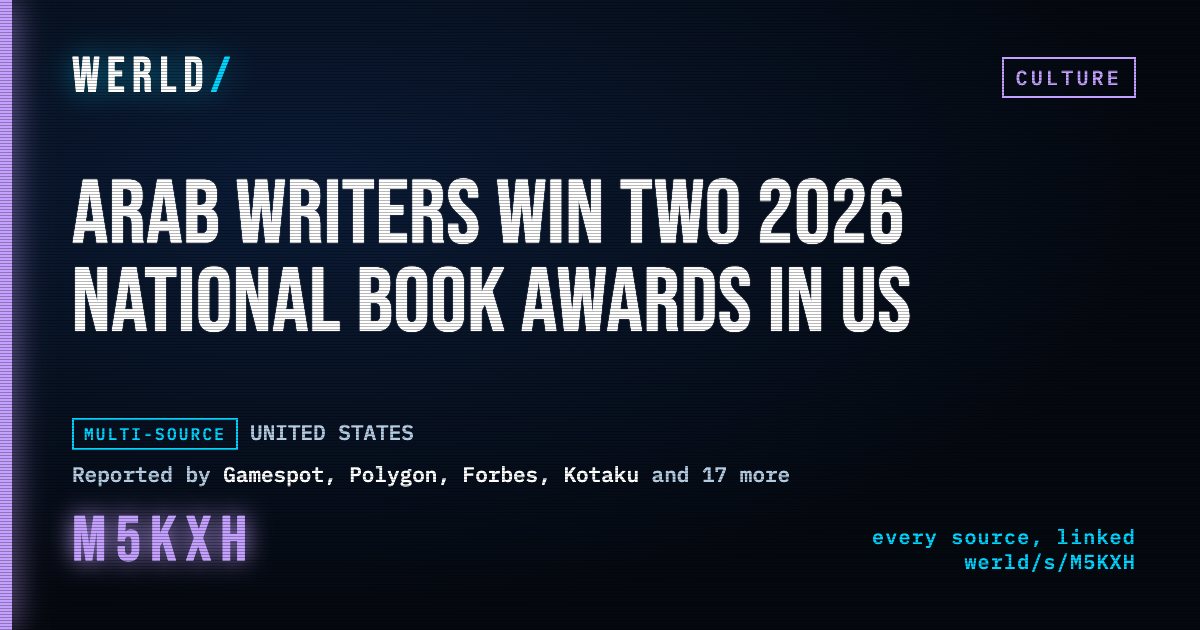 WERLD/
CULTURE
ARAB WRITERS WIN TWO 2026
NATIONAL BOOK AWARDS IN US
MULTI-SOURCE UNITED STATES
Reported by Gamespot, Polygon, Forbes, Kotaku and 17 more
M5KXH
every source, linked
werld/s/M5KXH